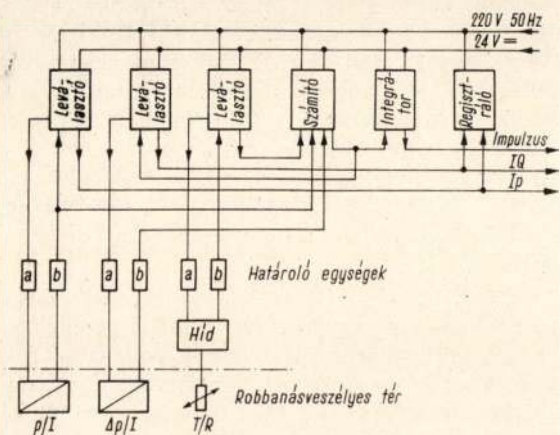 220 V 50 Hz
24 V =
Levá-
lasztó
Levá-
lasztó
Levá-
lasztó
Számító
Integrá-
tor
Regiszt-
ráló
Impulzus
IQ
Ip
a
b
a
b
a
b
Határoló egységek
Híd
Robbanásveszélyes tér
p/I
Δp/I
T/R